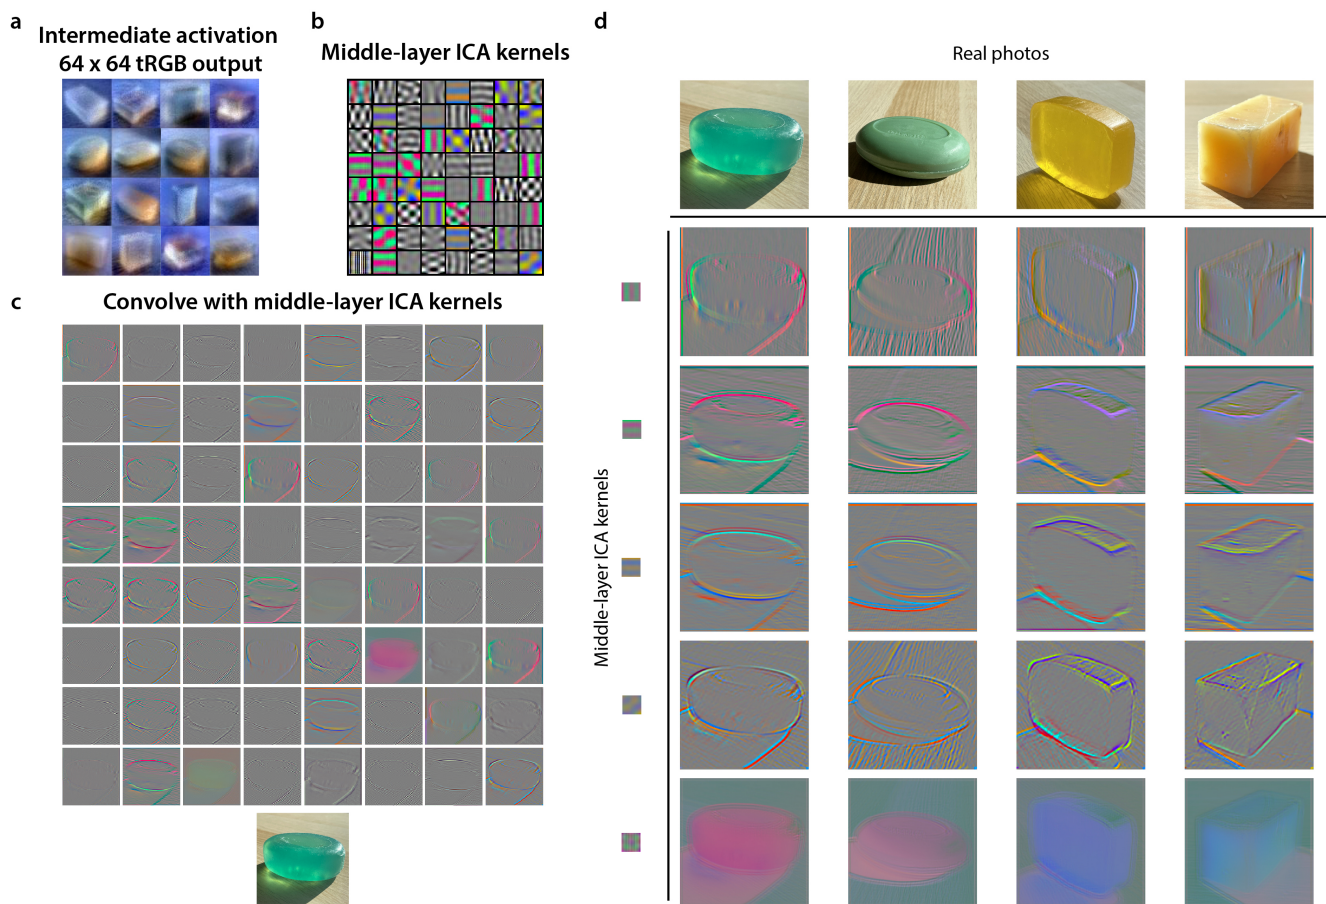 a
Intermediate activation
64 x 64 tRGB output
b
Middle-layer ICA kernels
c
Convolve with middle-layer ICA kernels
d
Real photos
Middle-layer ICA kernels